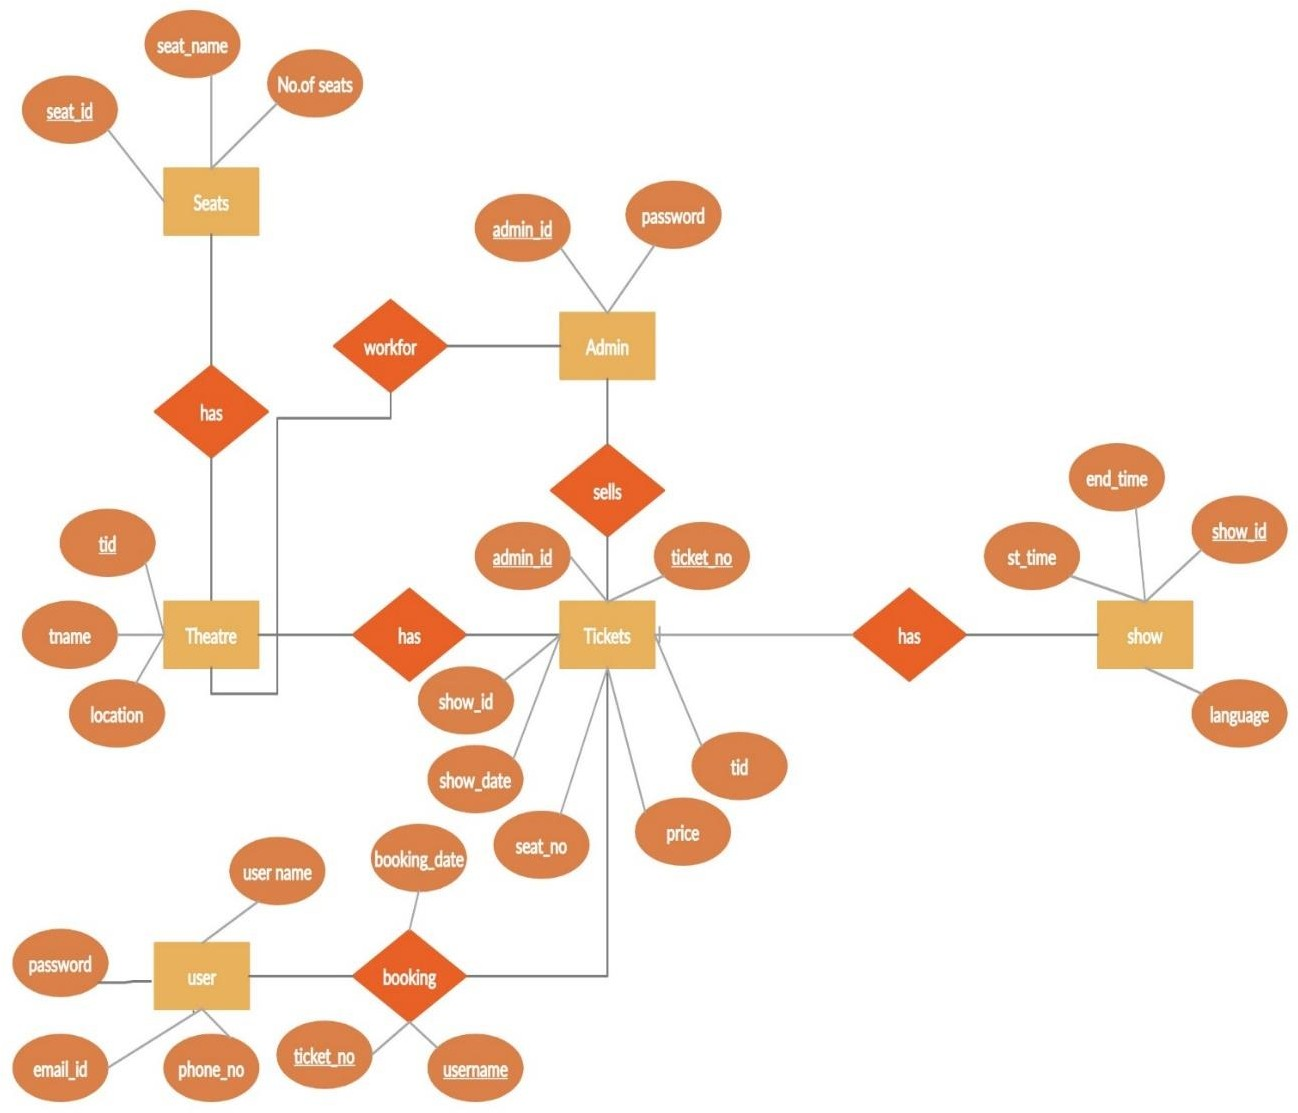 seat_name
No.of seats
seat_id
Seats
admin_id
password
workfor
Admin
has
sells
end_time
show_id
st_time
tid
admin_id
ticket_no
tname
Theatre
has
Tickets
has
show
show_id
location
language
show_date
tid
seat_no
price
booking_date
user name
password
user
booking
email_id
phone_no
ticket_no
username